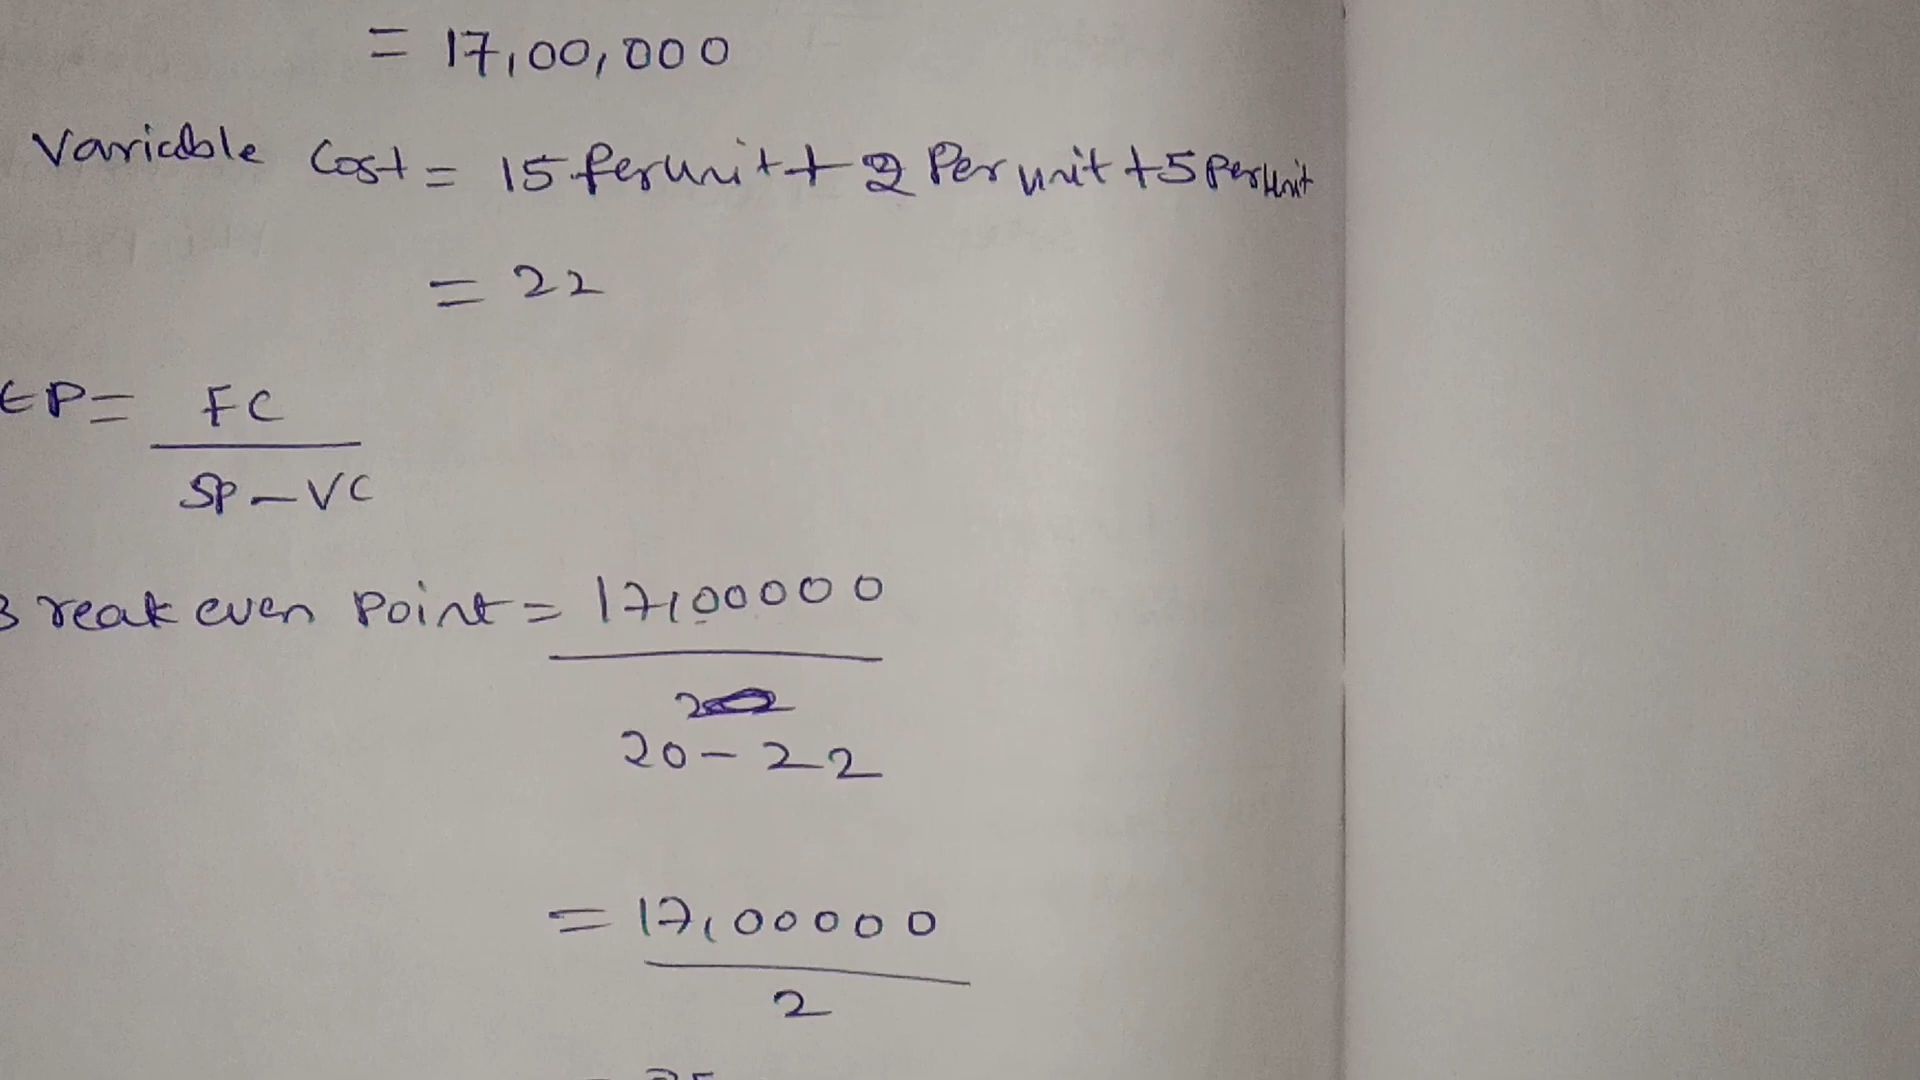 = 17,00,000
Variable Cost = 15 Per unit + 2 Per unit + 5 Per Unit
= 22
EP = FC
SP - VC
Break even Point = 17,00000
20 - 22
= 17,00000
2